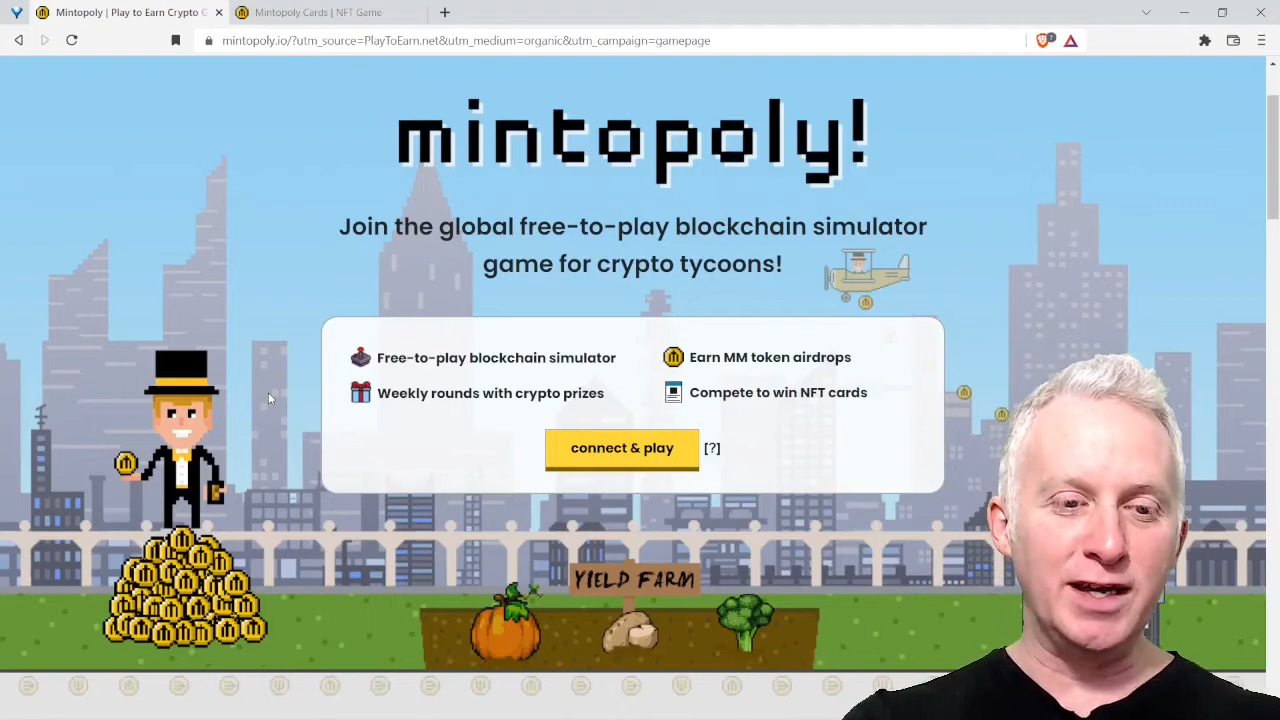 Mintopoly | Play to Earn Crypto G
Mintopoly Cards | NFT Game
mintopoly.io/?utm_source=PlayToEarn.net&utm_medium=organic&utm_campaign=gamepage
7
mintopoly!
Join the global free-to-play blockchain simulator
game for crypto tycoons!
Free-to-play blockchain simulator
Earn MM token airdrops
Weekly rounds with crypto prizes
Compete to win NFT cards
connect & play [?]
YIELD FARM